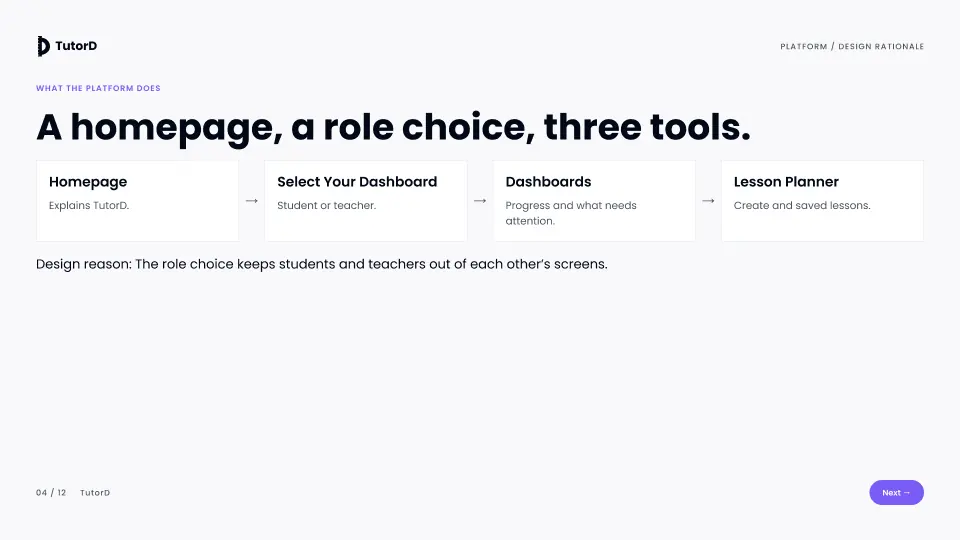 TutorD
PLATFORM / DESIGN RATIONALE
WHAT THE PLATFORM DOES
A homepage, a role choice, three tools.
Homepage
Explains TutorD.
→
Select Your Dashboard
Student or teacher.
→
Dashboards
Progress and what needs
attention.
→
Lesson Planner
Create and saved lessons.
Design reason: The role choice keeps students and teachers out of each other’s screens.
04 / 12 TutorD
Next →